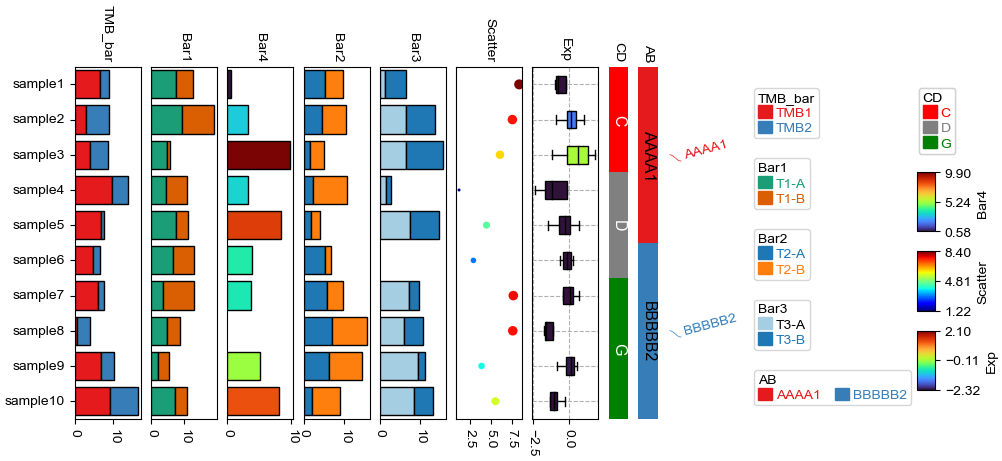 TMB_bar
Bar1
Bar4
Bar2
Bar3
Scatter
Exp
CD
AB
sample1
sample2
sample3
sample4
sample5
sample6
sample7
sample8
sample9
sample10
0 10
0 10
0 10
0 10
0 10
2.5 5.0 7.5
−2.5 0.0
C
D
G
AAAA1
BBBBB2
AAAA1
BBBBB2
TMB_bar
TMB1
TMB2
Bar1
T1-A
T1-B
Bar2
T2-A
T2-B
Bar3
T3-A
T3-B
AB
AAAA1 BBBBB2
CD
C
D
G
9.90
5.24
0.58
Bar4
8.40
4.81
1.22
Scatter
2.10
−0.11
−2.32
Exp